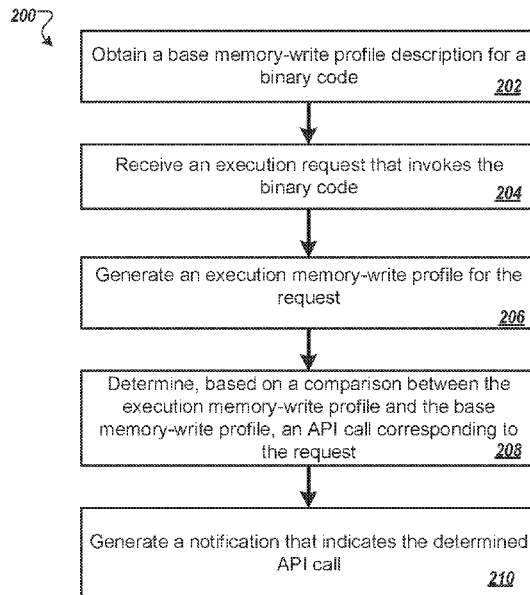 200
Obtain a base memory-write profile description for a
binary code
202
Receive an execution request that invokes the
binary code
204
Generate an execution memory-write profile for the
request
206
Determine, based on a comparison between the
execution memory-write profile and the base
memory-write profile, an API call corresponding to
the request
208
Generate a notification that indicates the determined
API call
210